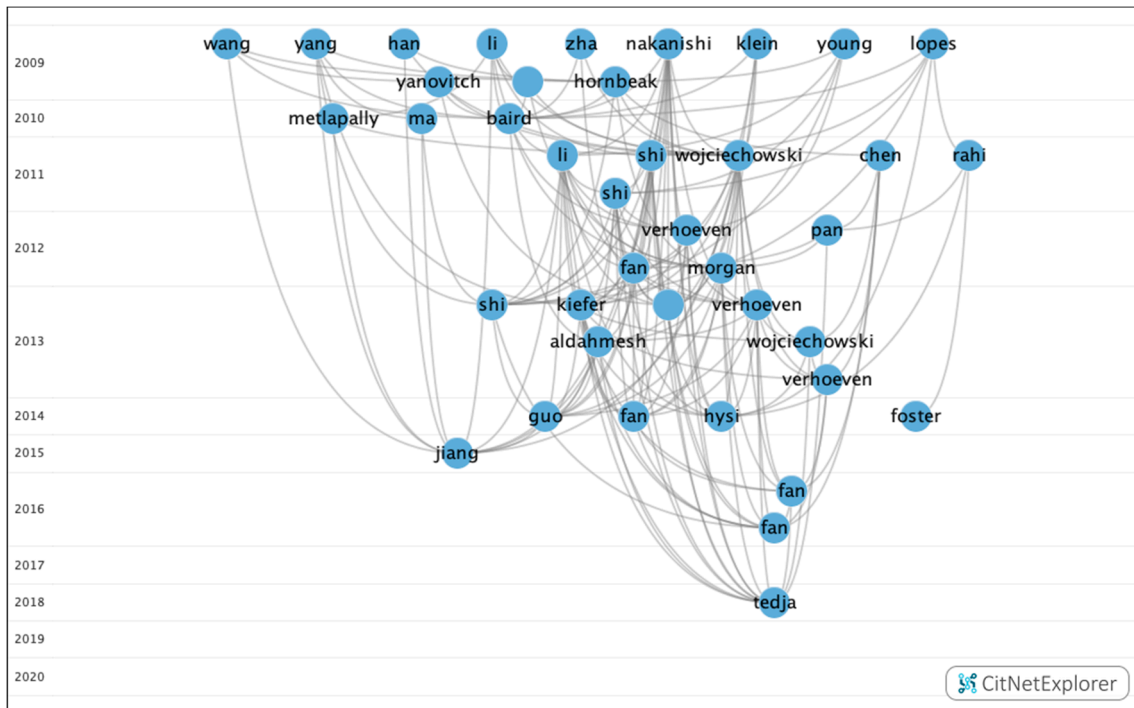 wang yang han li zha nakanishi klein young lopes
2009
yanovitch hornbeak
2010 metlapally ma baird
li shi wojciechowski chen rahi
2011
shi
verhoeven pan
2012
fan morgan
shi kiefer verhoeven
2013 aldahmesh wojciechowski
verhoeven
2014 guo fan hysi foster
2015 jiang
fan
2016
fan
2017
2018 tedja
2019
2020
CitNetExplorer